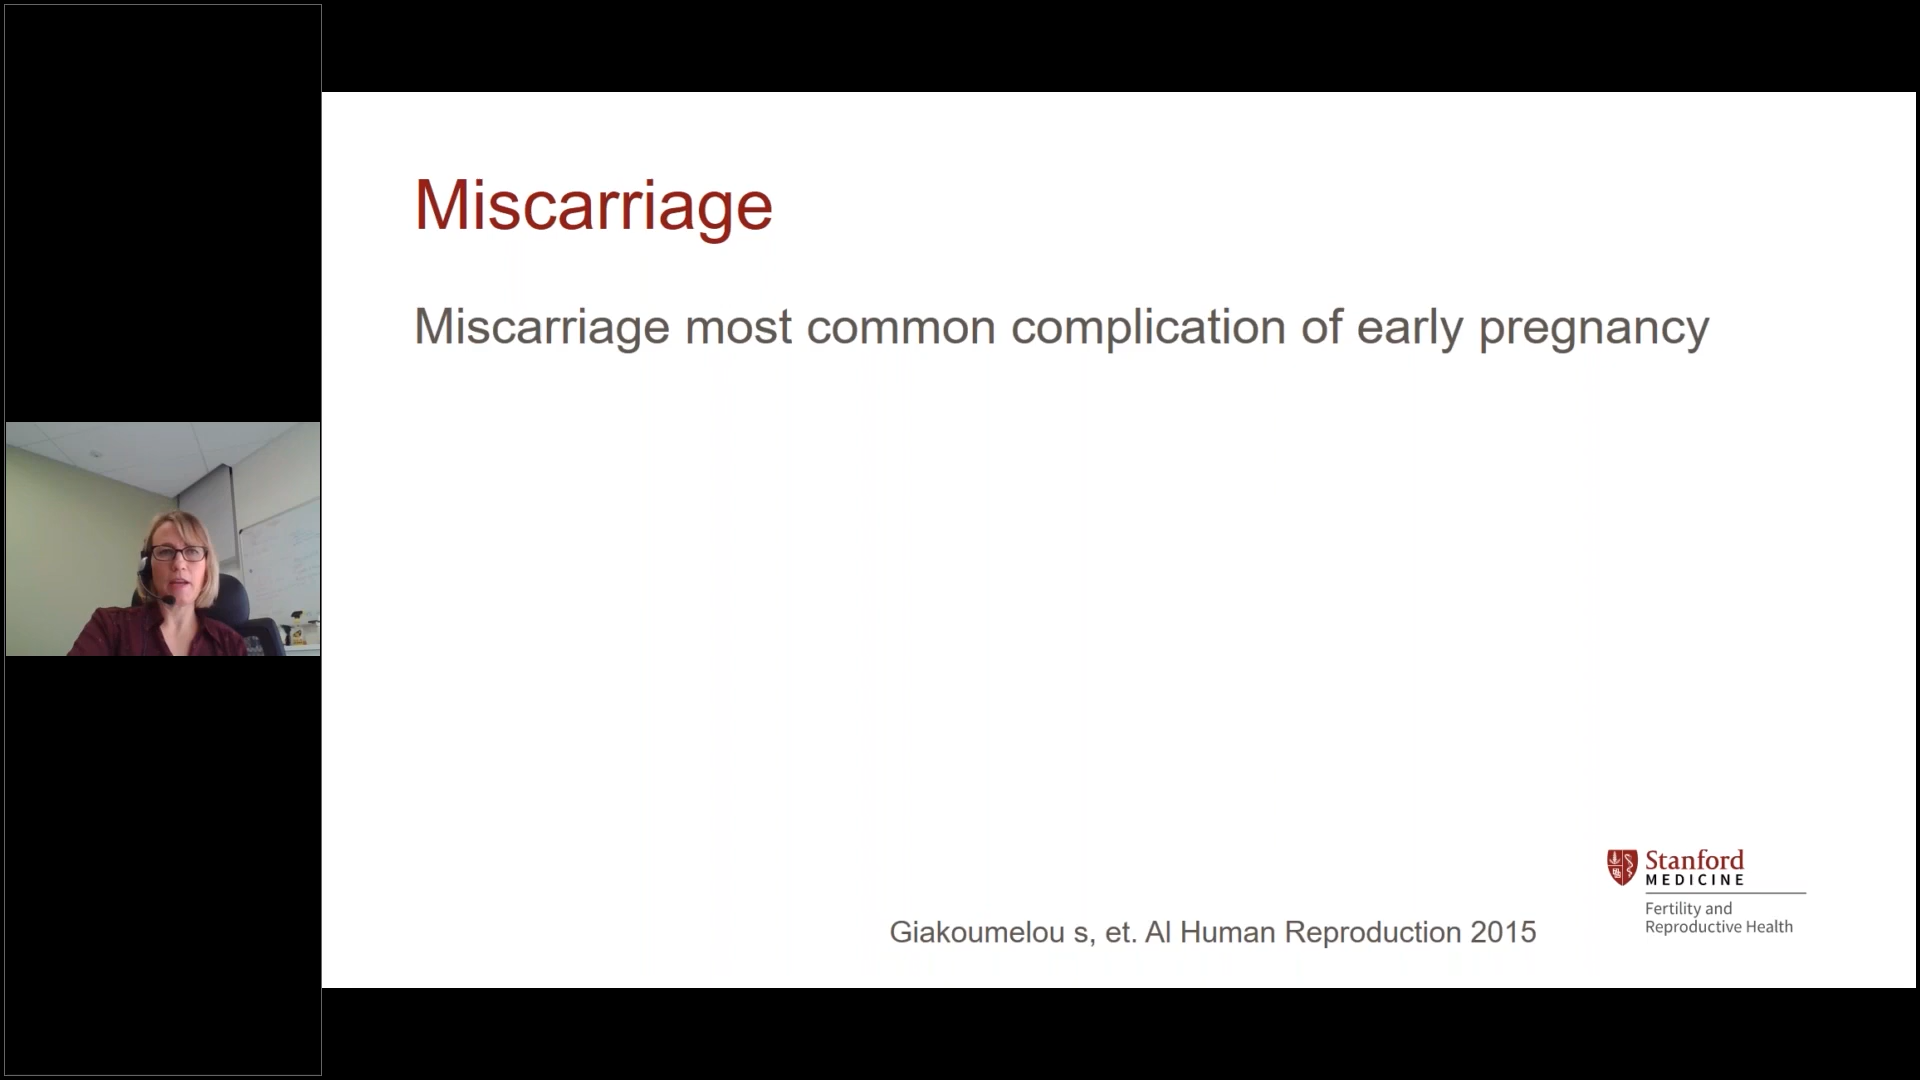 Miscarriage
Miscarriage most common complication of early pregnancy
Giakoumelou s, et. Al Human Reproduction 2015
Stanford
MEDICINE
Fertility and
Reproductive Health